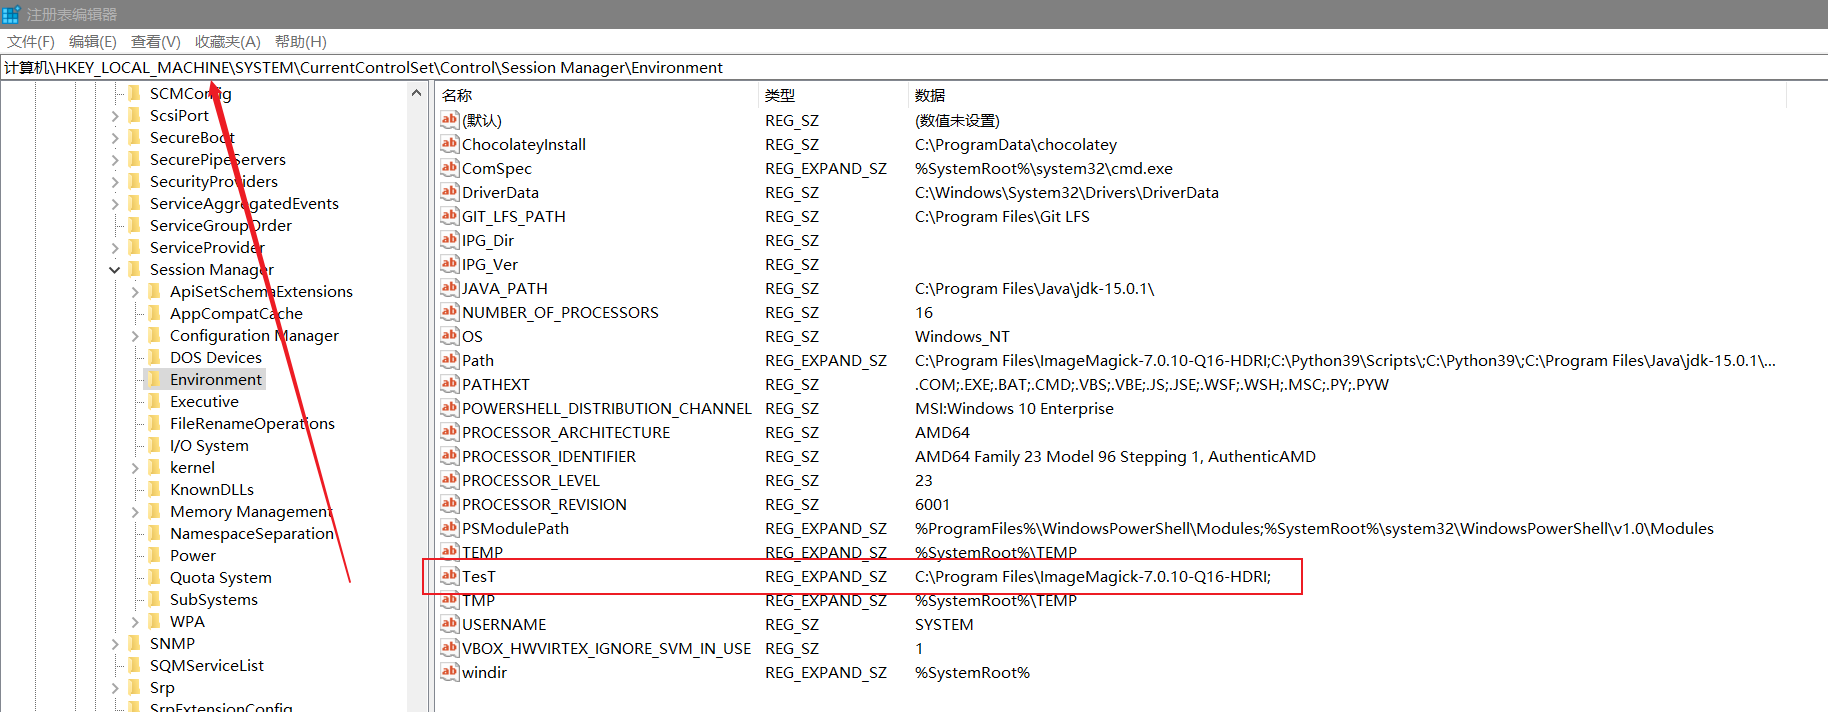 注册表编辑器
文件(F) 编辑(E) 查看(V) 收藏夹(A) 帮助(H)
计算机\HKEY_LOCAL_MACHINE\SYSTEM\CurrentControlSet\Control\Session Manager\Environment
SCMConfig
ScsiPort
SecureBoot
SecurePipeServers
SecurityProviders
ServiceAggregatedEvents
ServiceGroupOrder
ServiceProvider
Session Manager
ApiSetSchemaExtensions
AppCompatCache
Configuration Manager
DOS Devices
Environment
Executive
FileRenameOperations
I/O System
kernel
KnownDLLs
Memory Management
NamespaceSeparation
Power
Quota System
SubSystems
WPA
SNMP
SQMServiceList
Srp
SrpExtensionConfig
名称 类型 数据
(默认) REG_SZ (数值未设置)
ChocolateyInstall REG_SZ C:\ProgramData\chocolatey
ComSpec REG_EXPAND_SZ %SystemRoot%\system32\cmd.exe
DriverData REG_SZ C:\Windows\System32\Drivers\DriverData
GIT_LFS_PATH REG_SZ C:\Program Files\Git LFS
IPG_Dir REG_SZ
IPG_Ver REG_SZ
JAVA_PATH REG_SZ C:\Program Files\Java\jdk-15.0.1\
NUMBER_OF_PROCESSORS REG_SZ 16
OS REG_SZ Windows_NT
Path REG_EXPAND_SZ C:\Program Files\ImageMagick-7.0.10-Q16-HDRI;C:\Python39\Scripts\;C:\Python39\;C:\Program Files\Java\jdk-15.0.1\...
PATHEXT REG_SZ .COM;.EXE;.BAT;.CMD;.VBS;.VBE;.JS;.JSE;.WSF;.WSH;.MSC;.PY;.PYW
POWERSHELL_DISTRIBUTION_CHANNEL REG_SZ MSI:Windows 10 Enterprise
PROCESSOR_ARCHITECTURE REG_SZ AMD64
PROCESSOR_IDENTIFIER REG_SZ AMD64 Family 23 Model 96 Stepping 1, AuthenticAMD
PROCESSOR_LEVEL REG_SZ 23
PROCESSOR_REVISION REG_SZ 6001
PSModulePath REG_EXPAND_SZ %ProgramFiles%\WindowsPowerShell\Modules;%SystemRoot%\system32\WindowsPowerShell\v1.0\Modules
TEMP REG_EXPAND_SZ %SystemRoot%\TEMP
TesT REG_EXPAND_SZ C:\Program Files\ImageMagick-7.0.10-Q16-HDRI;
TMP REG_EXPAND_SZ %SystemRoot%\TEMP
USERNAME REG_SZ SYSTEM
VBOX_HWVIRTEX_IGNORE_SVM_IN_USE REG_SZ 1
windir REG_EXPAND_SZ %SystemRoot%